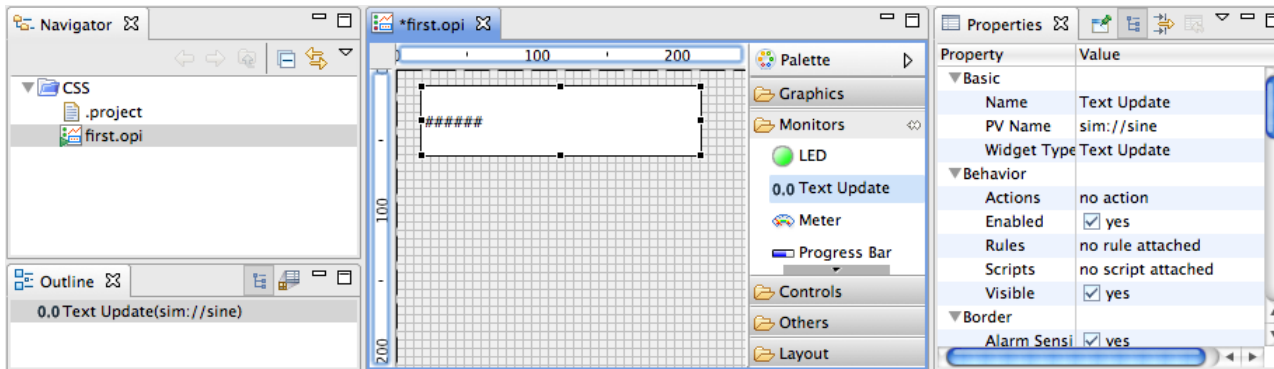 Navigator
CSS
.project
first.opi
Outline
0.0 Text Update(sim://sine)
*first.opi
0 100 200
100
200
######
Palette
Graphics
Monitors
LED
0.0 Text Update
Meter
Progress Bar
Controls
Others
Layout
Properties
Property Value
Basic
Name Text Update
PV Name sim://sine
Widget Type Text Update
Behavior
Actions no action
Enabled yes
Rules no rule attached
Scripts no script attached
Visible yes
Border
Alarm Sensi yes